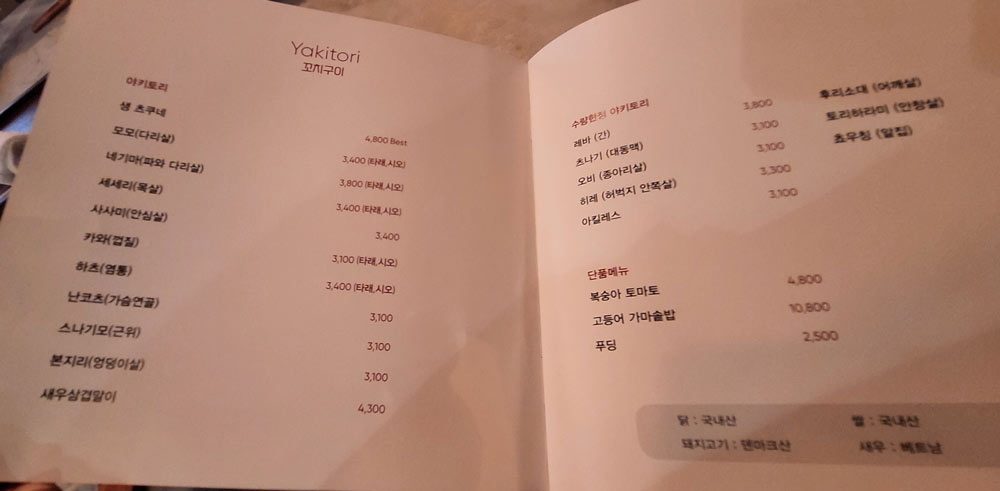 Yakitori
꼬치구이
야키토리
생 츠쿠네 4,800 Best
모모(다리살) 3,400 (타래,시오)
네기마(파와 다리살) 3,800 (타래,시오)
세세리(목살) 3,400 (타래,시오)
사사미(안심살) 3,400
카와(껍질) 3,100 (타래,시오)
하츠(염통) 3,400 (타래,시오)
난코츠(가슴연골) 3,100
스나기모(근위) 3,100
본지리(엉덩이살) 3,100
새우삼겹말이 4,300
수량한정 야키토리
레바 (간) 3,800
츠나기 (대동맥) 3,100
오비 (종아리살) 3,100
히레 (허벅지 안쪽살) 3,300
아킬레스 3,100
후리소데 (어깨살)
토리하라미 (안창살)
쵸우칭 (알집)
단품메뉴
복숭아 토마토 4,800
고등어 가마솥밥 10,800
푸딩 2,500
닭 : 국내산 쌀 : 국내산
돼지고기 : 덴마크산 새우 : 베트남